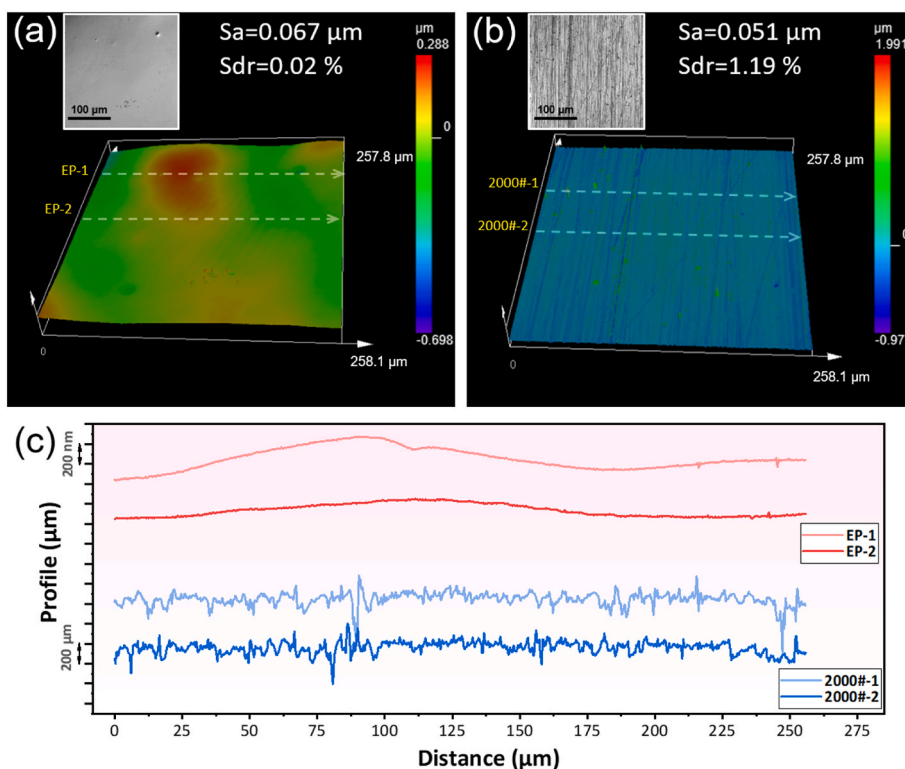 (a)
Sa=0.067 μm
Sdr=0.02 %
100 μm
μm
0.288
0
-0.698
EP-1
EP-2
257.8 μm
0
258.1 μm
(b)
Sa=0.051 μm
Sdr=1.19 %
100 μm
μm
1.991
0
-0.97
2000#-1
2000#-2
257.8 μm
0
258.1 μm
(c)
200 nm
200 μm
Profile (μm)
EP-1
EP-2
2000#-1
2000#-2
0 25 50 75 100 125 150 175 200 225 250 275
Distance (μm)